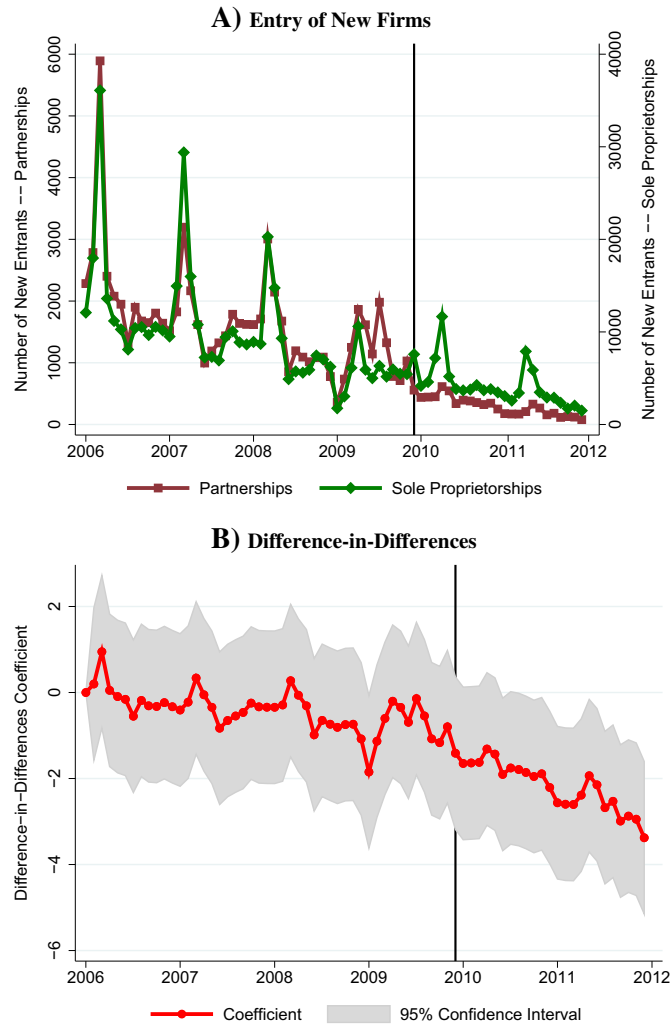 A) Entry of New Firms
Number of New Entrants -- Partnerships
6000
5000
4000
3000
2000
1000
0
Number of New Entrants -- Sole Proprietorships
40000
30000
20000
10000
0
2006 2007 2008 2009 2010 2011 2012
Partnerships Sole Proprietorships
B) Difference-in-Differences
Difference-in-Differences Coefficient
2
0
-2
-4
-6
2006 2007 2008 2009 2010 2011 2012
Coefficient 95% Confidence Interval